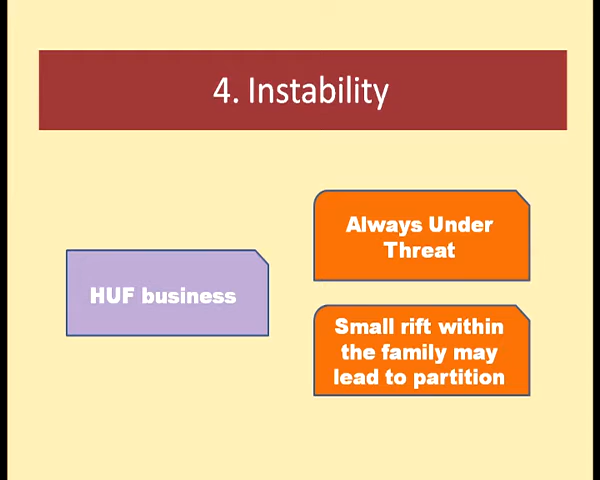 4. Instability
HUF business
Always Under
Threat
Small rift within
the family may
lead to partition